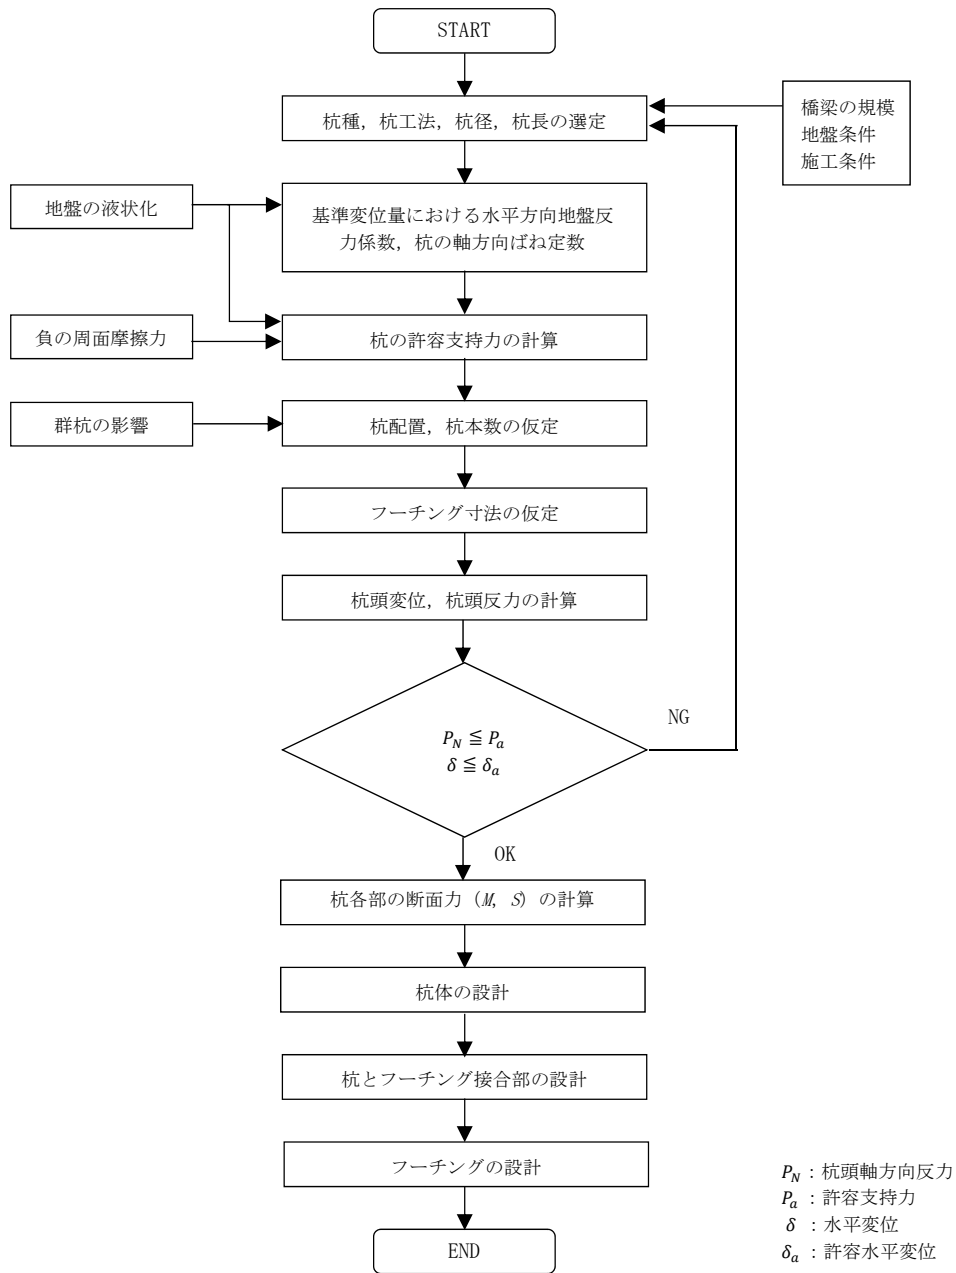 START
杭種，杭工法，杭径，杭長の選定
橋梁の規模
地盤条件
施工条件
地盤の液状化
基準変位量における水平方向地盤反
力係数，杭の軸方向ばね定数
負の周面摩擦力
杭の許容支持力の計算
群杭の影響
杭配置，杭本数の仮定
フーチング寸法の仮定
杭頭変位，杭頭反力の計算
NG
P_N ≦ P_a
δ ≦ δ_a
OK
杭各部の断面力（M, S）の計算
杭体の設計
杭とフーチング接合部の設計
フーチングの設計
END
P_N：杭頭軸方向反力
P_a：許容支持力
δ：水平変位
δ_a：許容水平変位